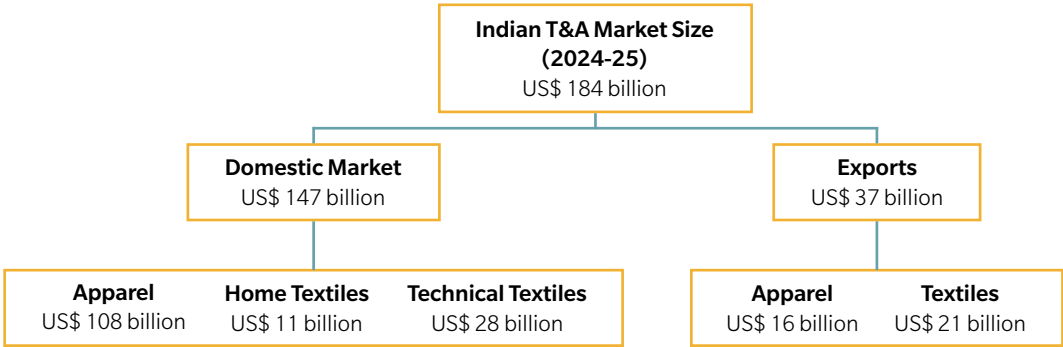 Indian T&A Market Size
(2024-25)
US$ 184 billion
Domestic Market
US$ 147 billion
Exports
US$ 37 billion
Apparel
US$ 108 billion
Home Textiles
US$ 11 billion
Technical Textiles
US$ 28 billion
Apparel
US$ 16 billion
Textiles
US$ 21 billion